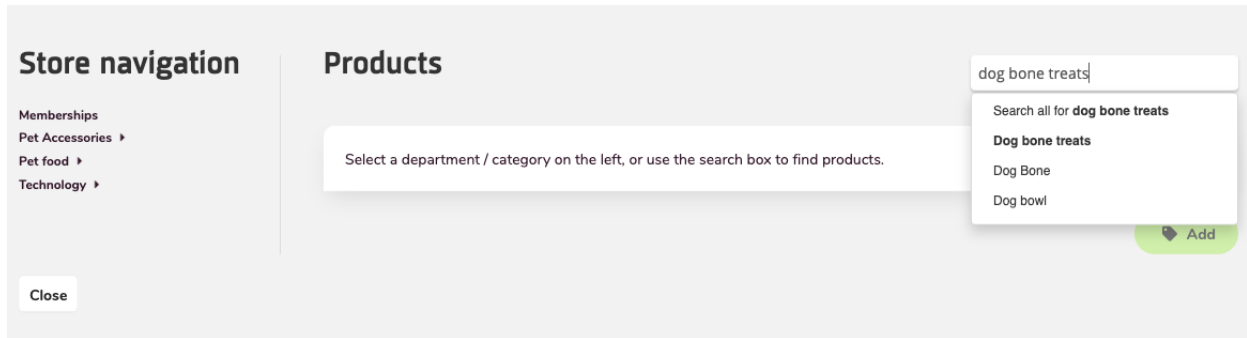 Store navigation
Memberships
Pet Accessories
Pet food
Technology
Close
Products
Select a department / category on the left, or use the search box to find products.
dog bone treats
Search all for dog bone treats
Dog bone treats
Dog Bone
Dog bowl
Add